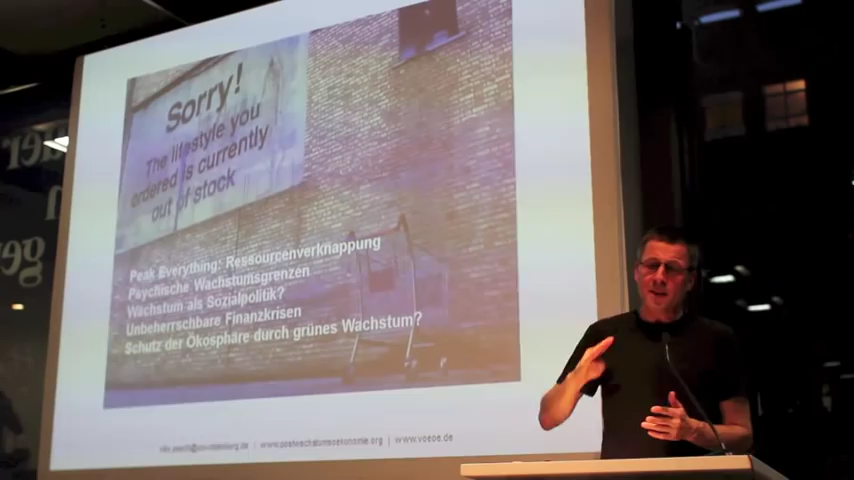 Sorry!
The lifestyle you
ordered is currently
out of stock
Peak Everything: Ressourcenverknappung
Psychische Wachstumsgrenzen
Wachstum als Sozialpolitik?
Unbeherrschbare Finanzkrisen
Schutz der Ökosphäre durch grünes Wachstum?
| www.postwachstumsoekonomie.org | www.voeoe.de